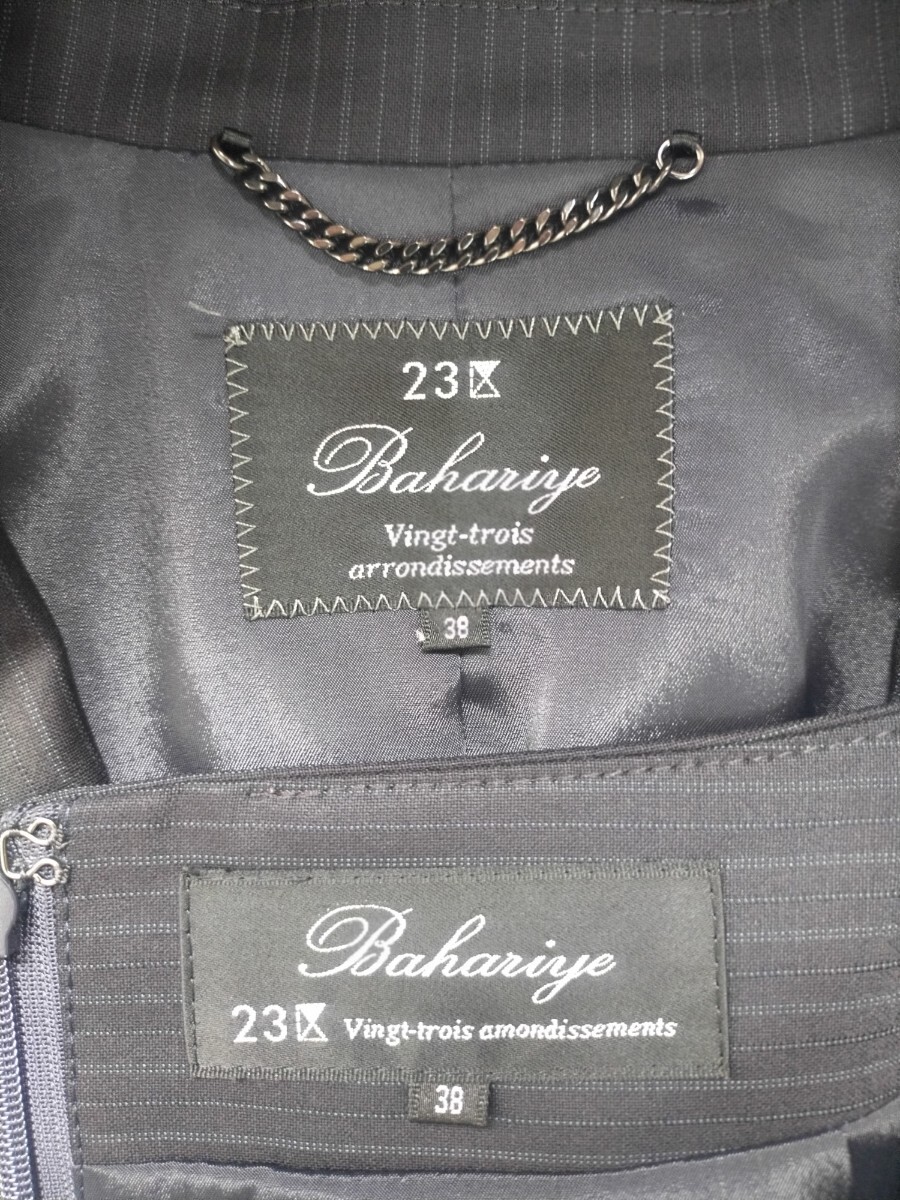 23区
Bahariye
Vingt-trois
arrondissements
38
Bahariye
23区 Vingt-trois arrondissements
38